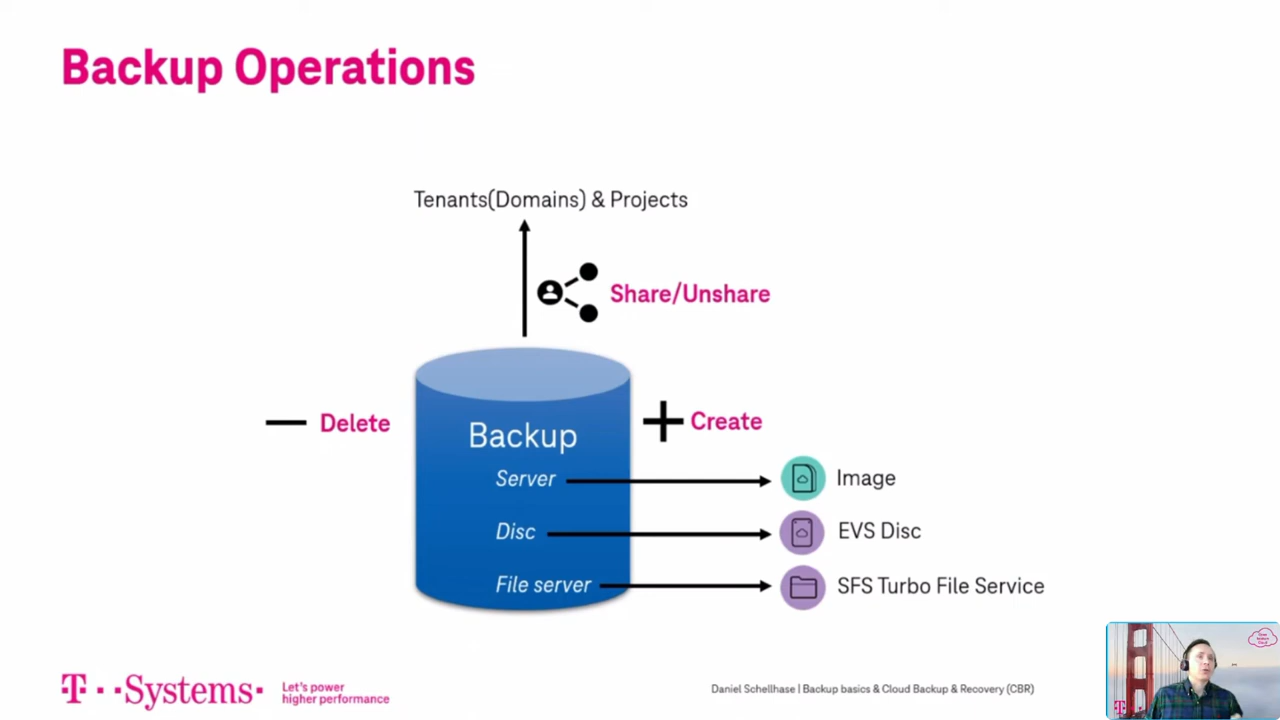 Backup Operations
Tenants(Domains) & Projects
Share/Unshare
Delete
Backup
Create
Server
Image
Disc
EVS Disc
File server
SFS Turbo File Service
T
Systems
Let's power
higher performance
Daniel Schellhase | Backup basics & Cloud Backup & Recovery (CBR)
T